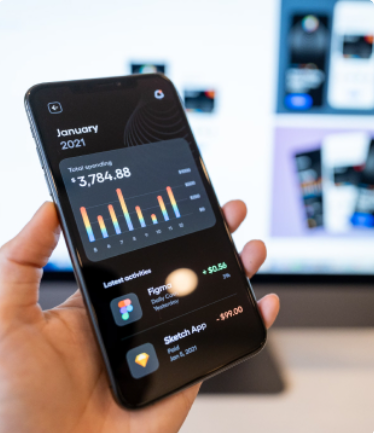 January
2021
Total spending
$3,784.88
5 6 7 8 9 10 11 12
Latest activities
Figma
+ $0.56
Daily
Yesterday
Sketch App
- $99.00
Paid
Jan 5, 2021